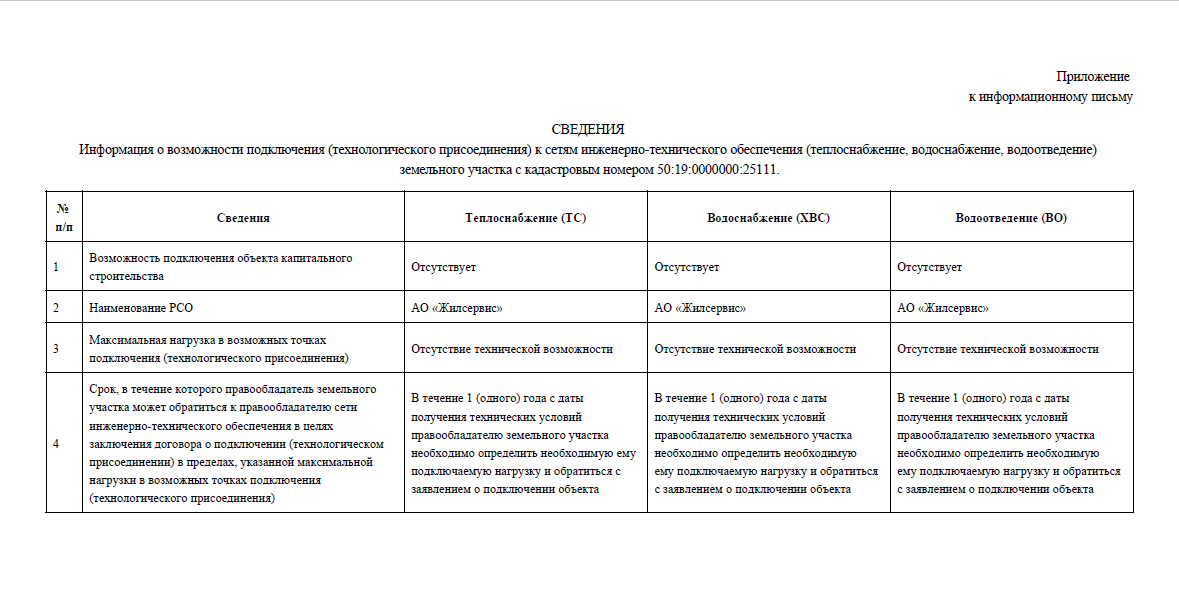 Приложение
к информационному письму
СВЕДЕНИЯ
Информация о возможности подключения (технологического присоединения) к сетям инженерно-технического обеспечения (теплоснабжение, водоснабжение, водоотведение)
земельного участка с кадастровым номером 50:19:0000000:25111.
№
п/п
Сведения
Теплоснабжение (ТС)
Водоснабжение (ХВС)
Водоотведение (ВО)
1
Возможность подключения объекта капитального
строительства
Отсутствует
Отсутствует
Отсутствует
2
Наименование РСО
АО «Жилсервис»
АО «Жилсервис»
АО «Жилсервис»
3
Максимальная нагрузка в возможных точках
подключения (технологического присоединения)
Отсутствие технической возможности
Отсутствие технической возможности
Отсутствие технической возможности
4
Срок, в течение которого правообладатель земельного
участка может обратиться к правообладателю сети
инженерно-технического обеспечения в целях
заключения договора о подключении (технологическом
присоединении) в пределах, указанной максимальной
нагрузки в возможных точках подключения
(технологического присоединения)
В течение 1 (одного) года с даты
получения технических условий
правообладателю земельного участка
необходимо определить необходимую ему
подключаемую нагрузку и обратиться с
заявлением о подключении объекта
В течение 1 (одного) года с даты
получения технических условий
правообладателю земельного участка
необходимо определить необходимую
ему подключаемую нагрузку и обратиться
с заявлением о подключении объекта
В течение 1 (одного) года с даты
получения технических условий
правообладателю земельного участка
необходимо определить необходимую
ему подключаемую нагрузку и обратиться
с заявлением о подключении объекта